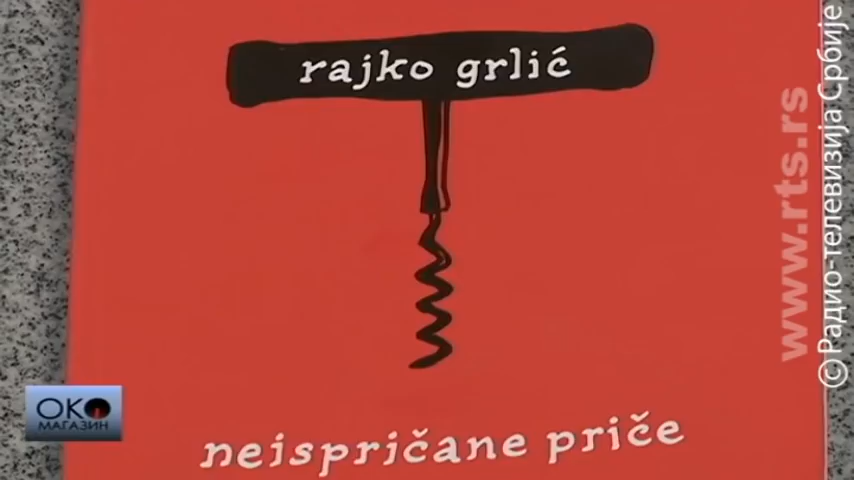 rajko grlić
neispričane priče
ОКО
МАГАЗИН
www.rts.rs
© Радио-телевизија Србије